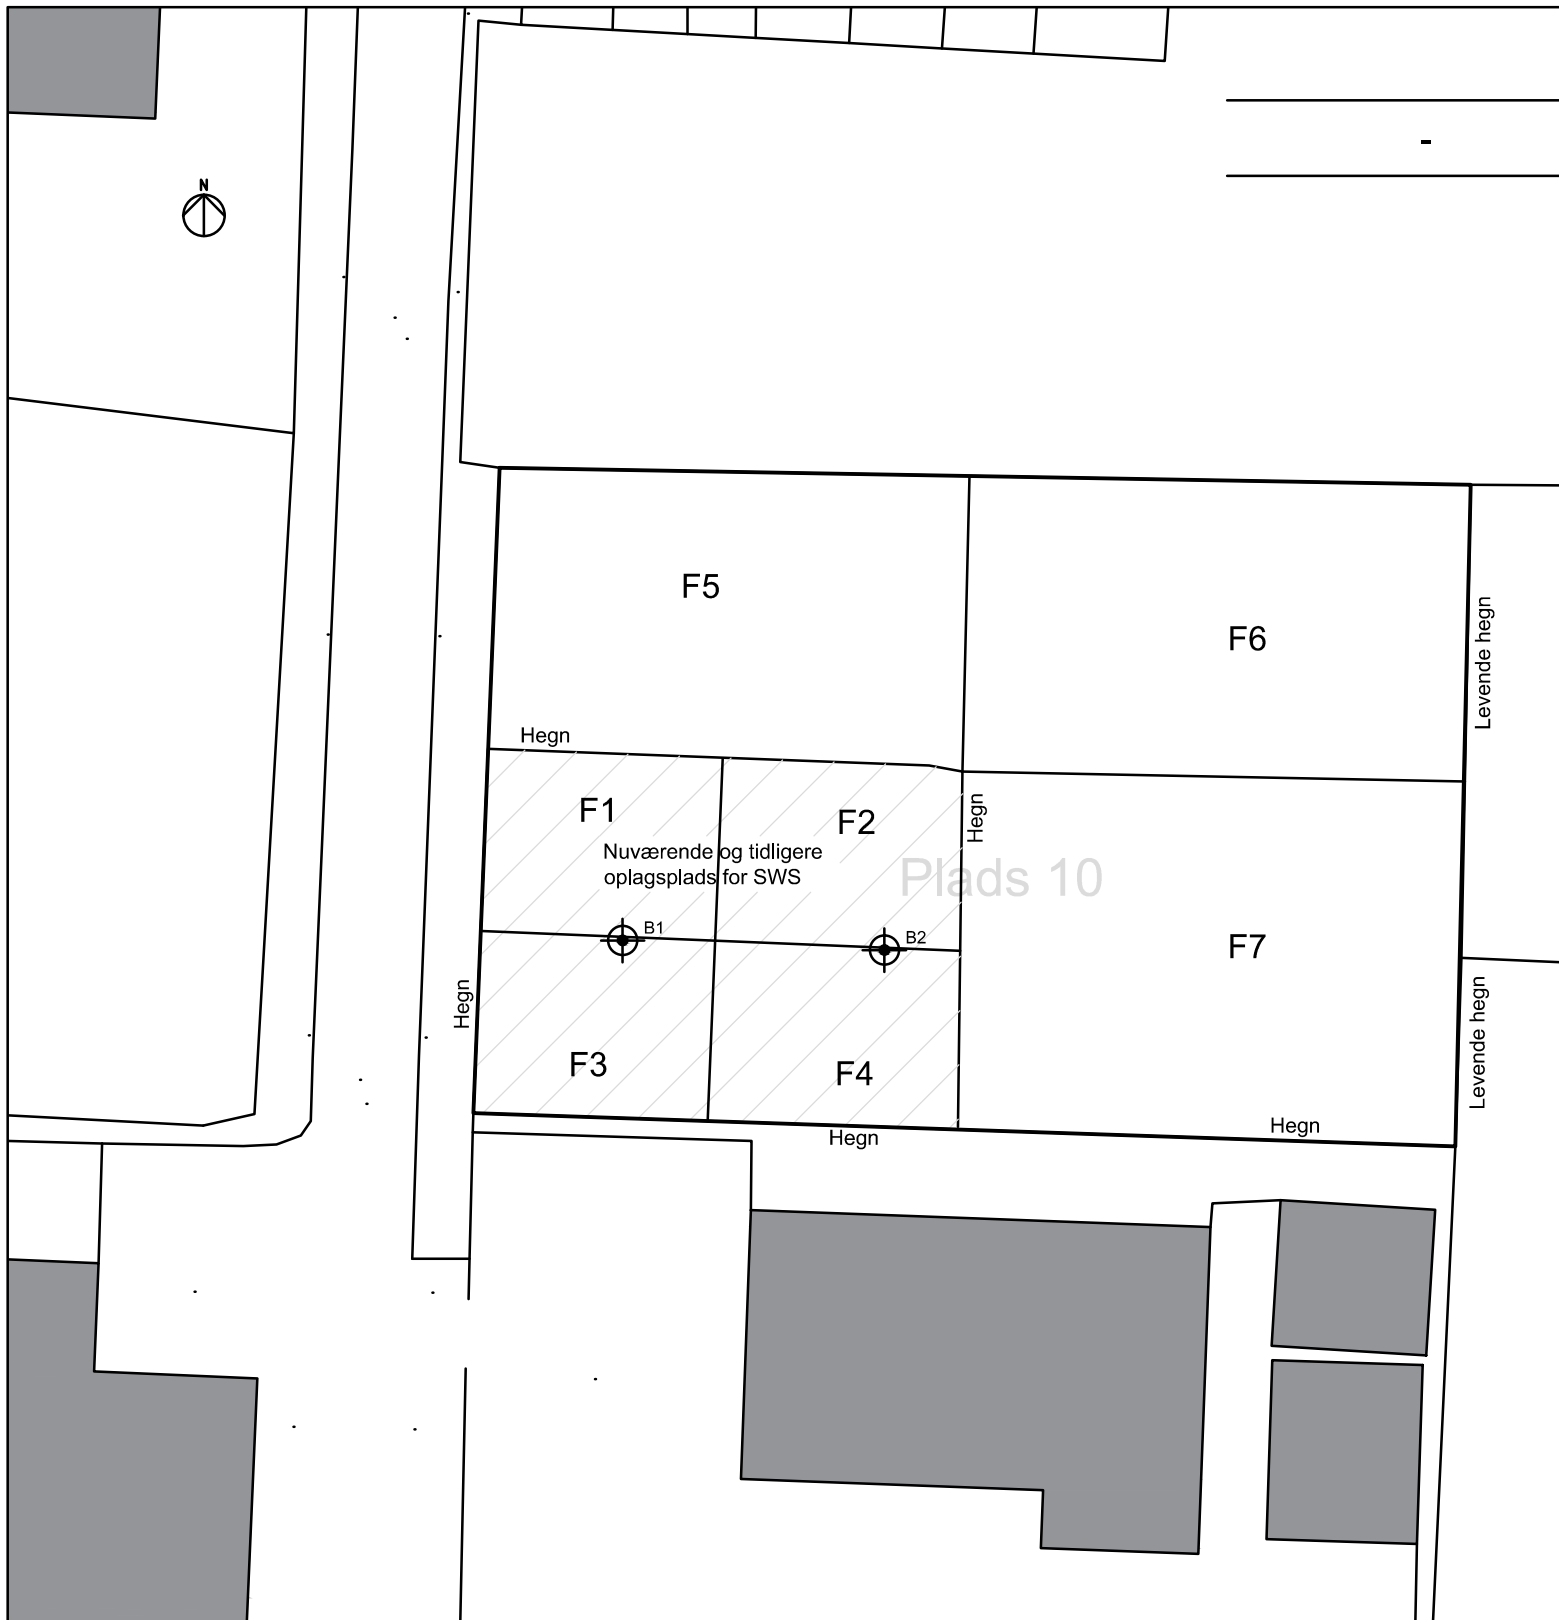 N
F5
F6
Levende hegn
Hegn
F1
F2
Hegn
Nuværende og tidligere
oplagsplads for SWS
Plads 10
B1
B2
F7
Hegn
Levende hegn
F3
F4
Hegn
Hegn